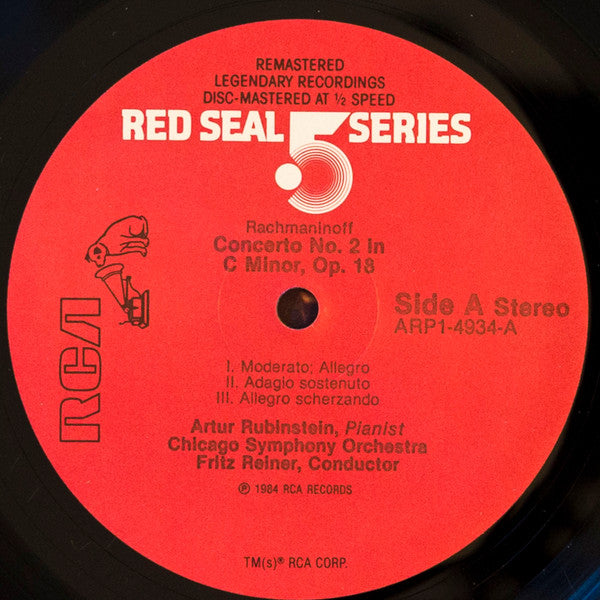 REMASTERED
LEGENDARY RECORDINGS
DISC-MASTERED AT ½ SPEED
RED SEAL .5 SERIES
Rachmaninoff
Concerto No. 2 in
C Minor, Op. 18
Side A Stereo
ARP1-4934-A
RCA
I. Moderato; Allegro
II. Adagio sostenuto
III. Allegro scherzando
Artur Rubinstein, Pianist
Chicago Symphony Orchestra
Fritz Reiner, Conductor
℗ 1984 RCA RECORDS
TM(s)® RCA CORP.